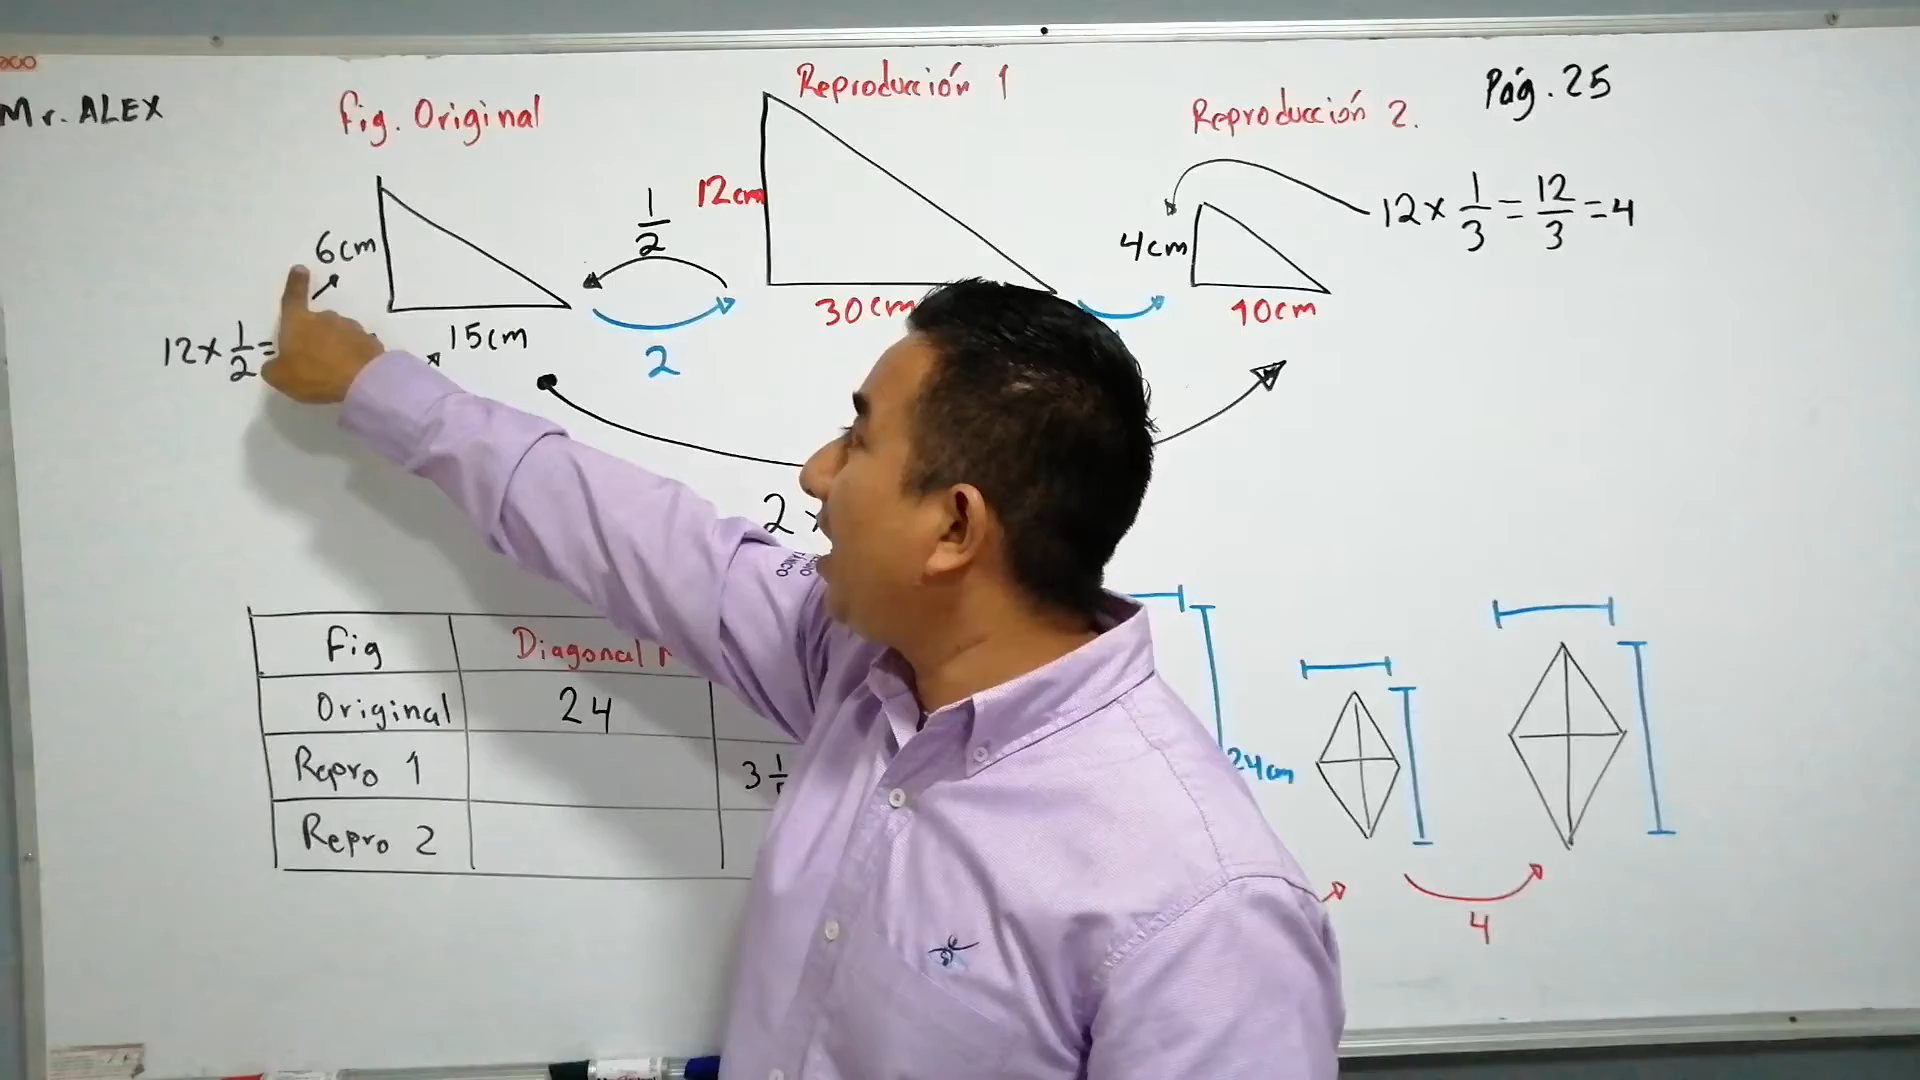 Mr. ALEX
Fig. Original
Reproducción 1
Reproducción 2.
Pág. 25
6cm
15cm
12 x 1/2 =
1/2
2
12cm
30cm
4cm
10cm
12 x 1/3 = 12/3 = 4
2 x
Fig
Diagonal
Original
24
Repro 1
3
Repro 2
24cm
4